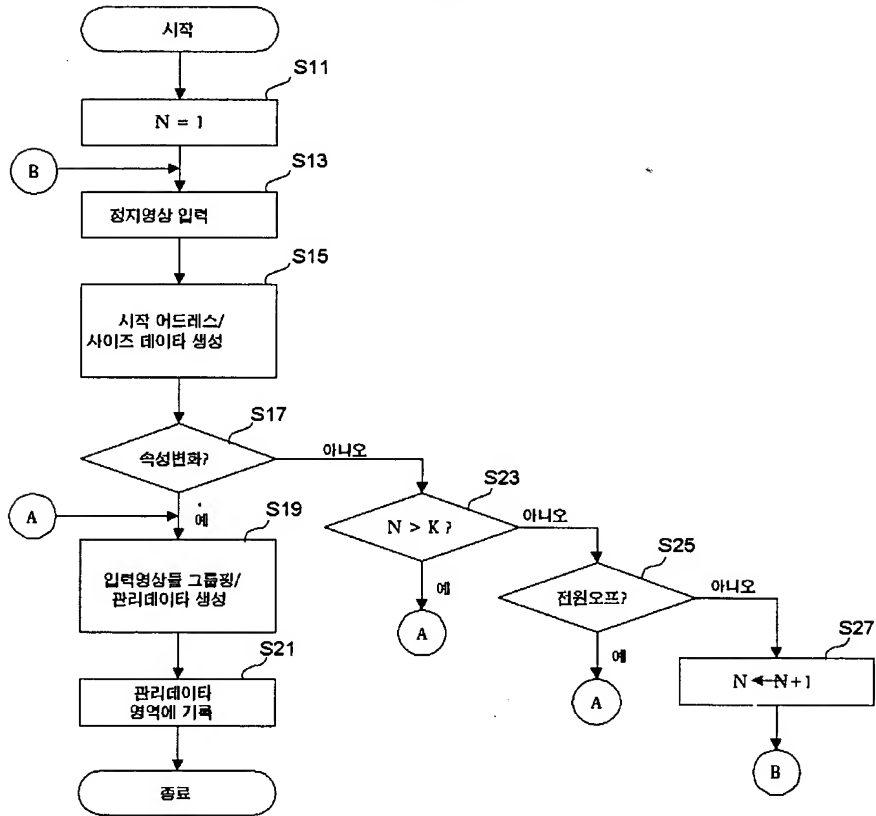 시작
S11
N = 1
B
S13
정지영상 입력
S15
시작 어드레스/
사이즈 데이타 생성
S17
속성변화?
아니오
S23
A
예
S19
N > K ?
아니오
S25
입력영상들 그룹핑/
관리데이타 생성
예
A
전원오프?
아니오
S27
S21
관리데이타
영역에 기록
예
A
N ← N+1
종료
B